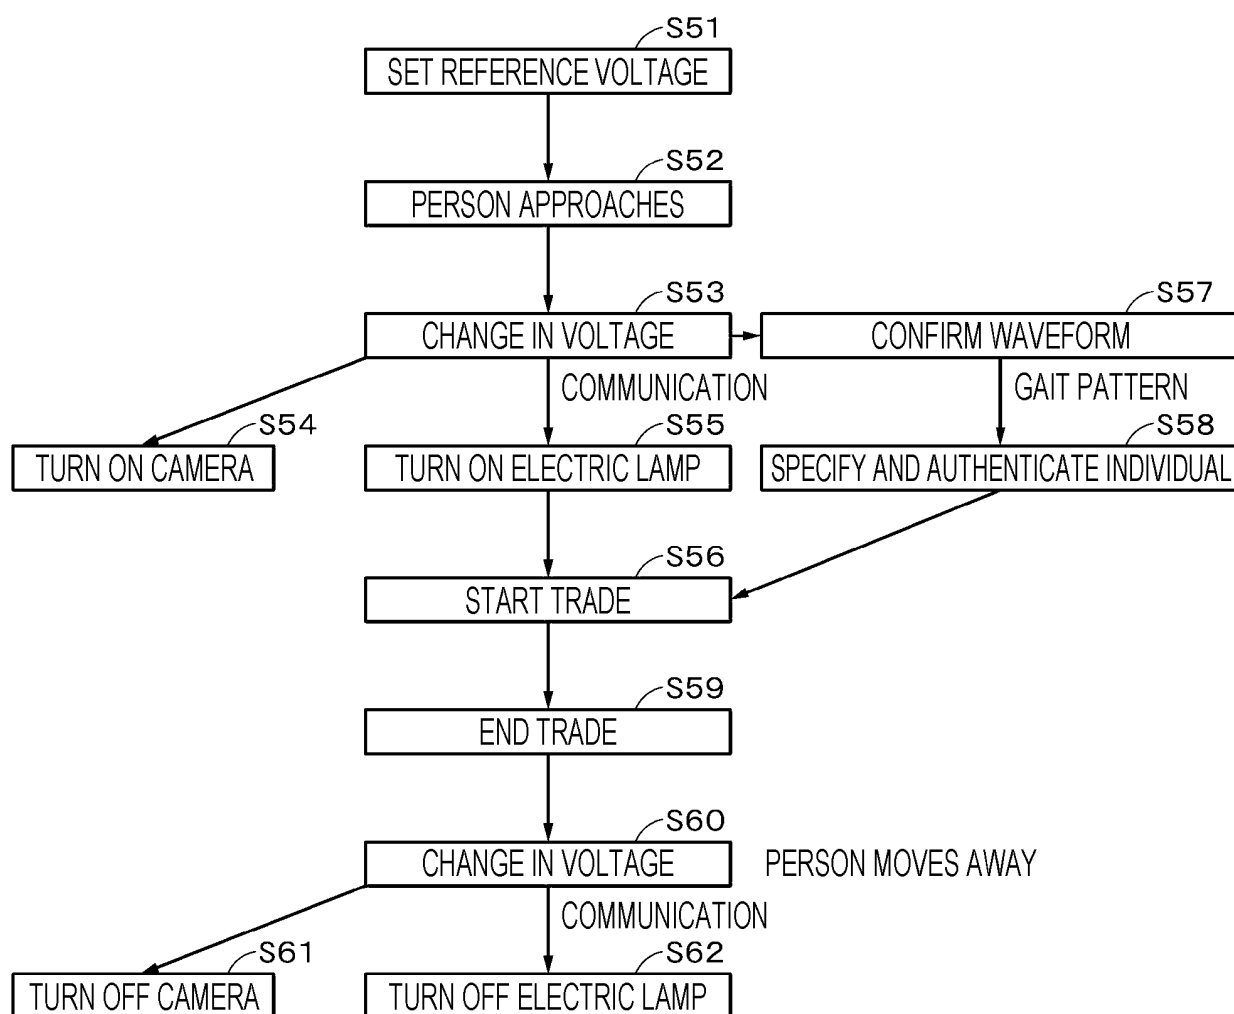 S51
SET REFERENCE VOLTAGE
S52
PERSON APPROACHES
S53
CHANGE IN VOLTAGE
S57
CONFIRM WAVEFORM
COMMUNICATION
GAIT PATTERN
S54
TURN ON CAMERA
S55
TURN ON ELECTRIC LAMP
S58
SPECIFY AND AUTHENTICATE INDIVIDUAL
S56
START TRADE
S59
END TRADE
S60
CHANGE IN VOLTAGE
PERSON MOVES AWAY
COMMUNICATION
S61
TURN OFF CAMERA
S62
TURN OFF ELECTRIC LAMP